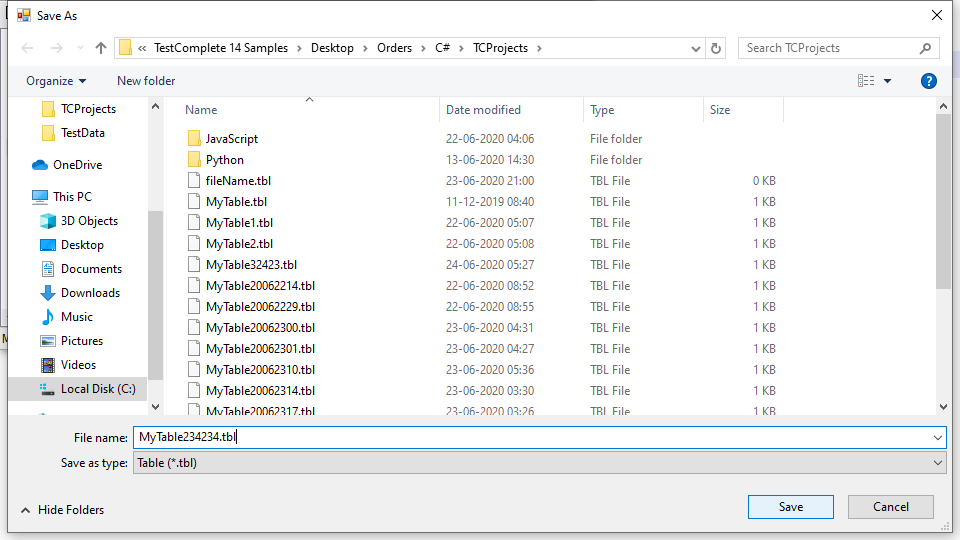 Save As
« TestComplete 14 Samples > Desktop > Orders > C# > TCProjects >
Search TCProjects
Organize New folder
TCProjects
TestData
OneDrive
This PC
3D Objects
Desktop
Documents
Downloads
Music
Pictures
Videos
Local Disk (C:)
Name Date modified Type Size
JavaScript 22-06-2020 04:06 File folder
Python 13-06-2020 14:30 File folder
fileName.tbl 23-06-2020 21:00 TBL File 0 KB
MyTable.tbl 11-12-2019 08:40 TBL File 1 KB
MyTable1.tbl 22-06-2020 05:07 TBL File 1 KB
MyTable2.tbl 22-06-2020 05:08 TBL File 1 KB
MyTable32423.tbl 24-06-2020 05:27 TBL File 1 KB
MyTable20062214.tbl 22-06-2020 08:52 TBL File 1 KB
MyTable20062229.tbl 22-06-2020 08:55 TBL File 1 KB
MyTable20062300.tbl 23-06-2020 04:31 TBL File 1 KB
MyTable20062301.tbl 23-06-2020 04:27 TBL File 1 KB
MyTable20062310.tbl 23-06-2020 05:36 TBL File 1 KB
MyTable20062314.tbl 23-06-2020 03:30 TBL File 1 KB
MyTable20062317.tbl 23-06-2020 03:26 TBL File 1 KB
File name: MyTable234234.tbl
Save as type: Table (*.tbl)
Hide Folders
Save Cancel